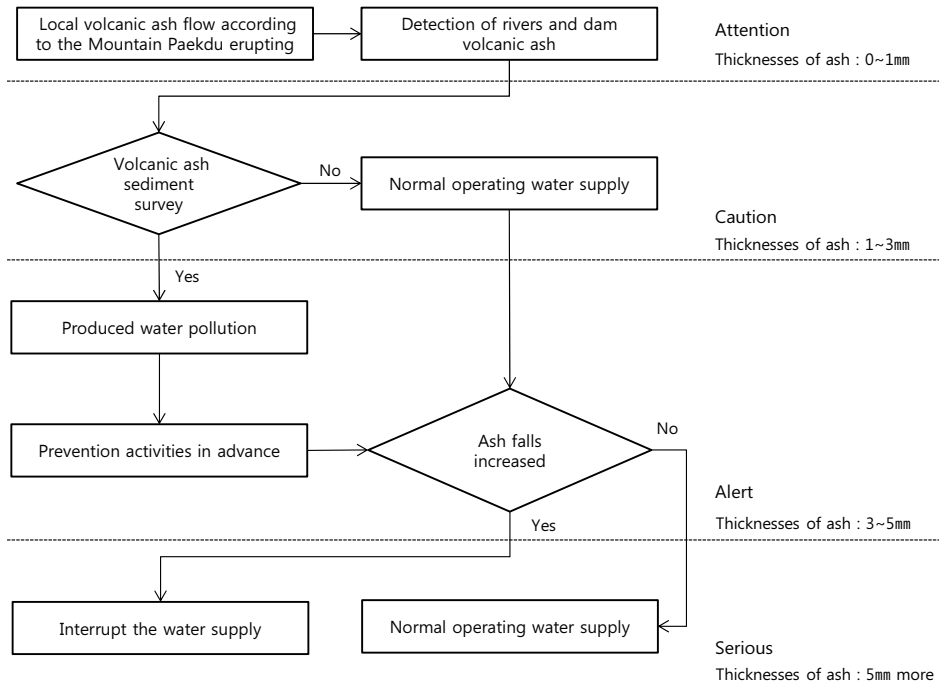 Local volcanic ash flow according
to the Mountain Paekdu erupting
Detection of rivers and dam
volcanic ash
Attention
Thicknesses of ash : 0~1㎜
Volcanic ash
sediment
survey
No
Normal operating water supply
Caution
Thicknesses of ash : 1~3㎜
Yes
Produced water pollution
Prevention activities in advance
Ash falls
increased
No
Alert
Thicknesses of ash : 3~5㎜
Yes
Interrupt the water supply
Normal operating water supply
Serious
Thicknesses of ash : 5㎜ more